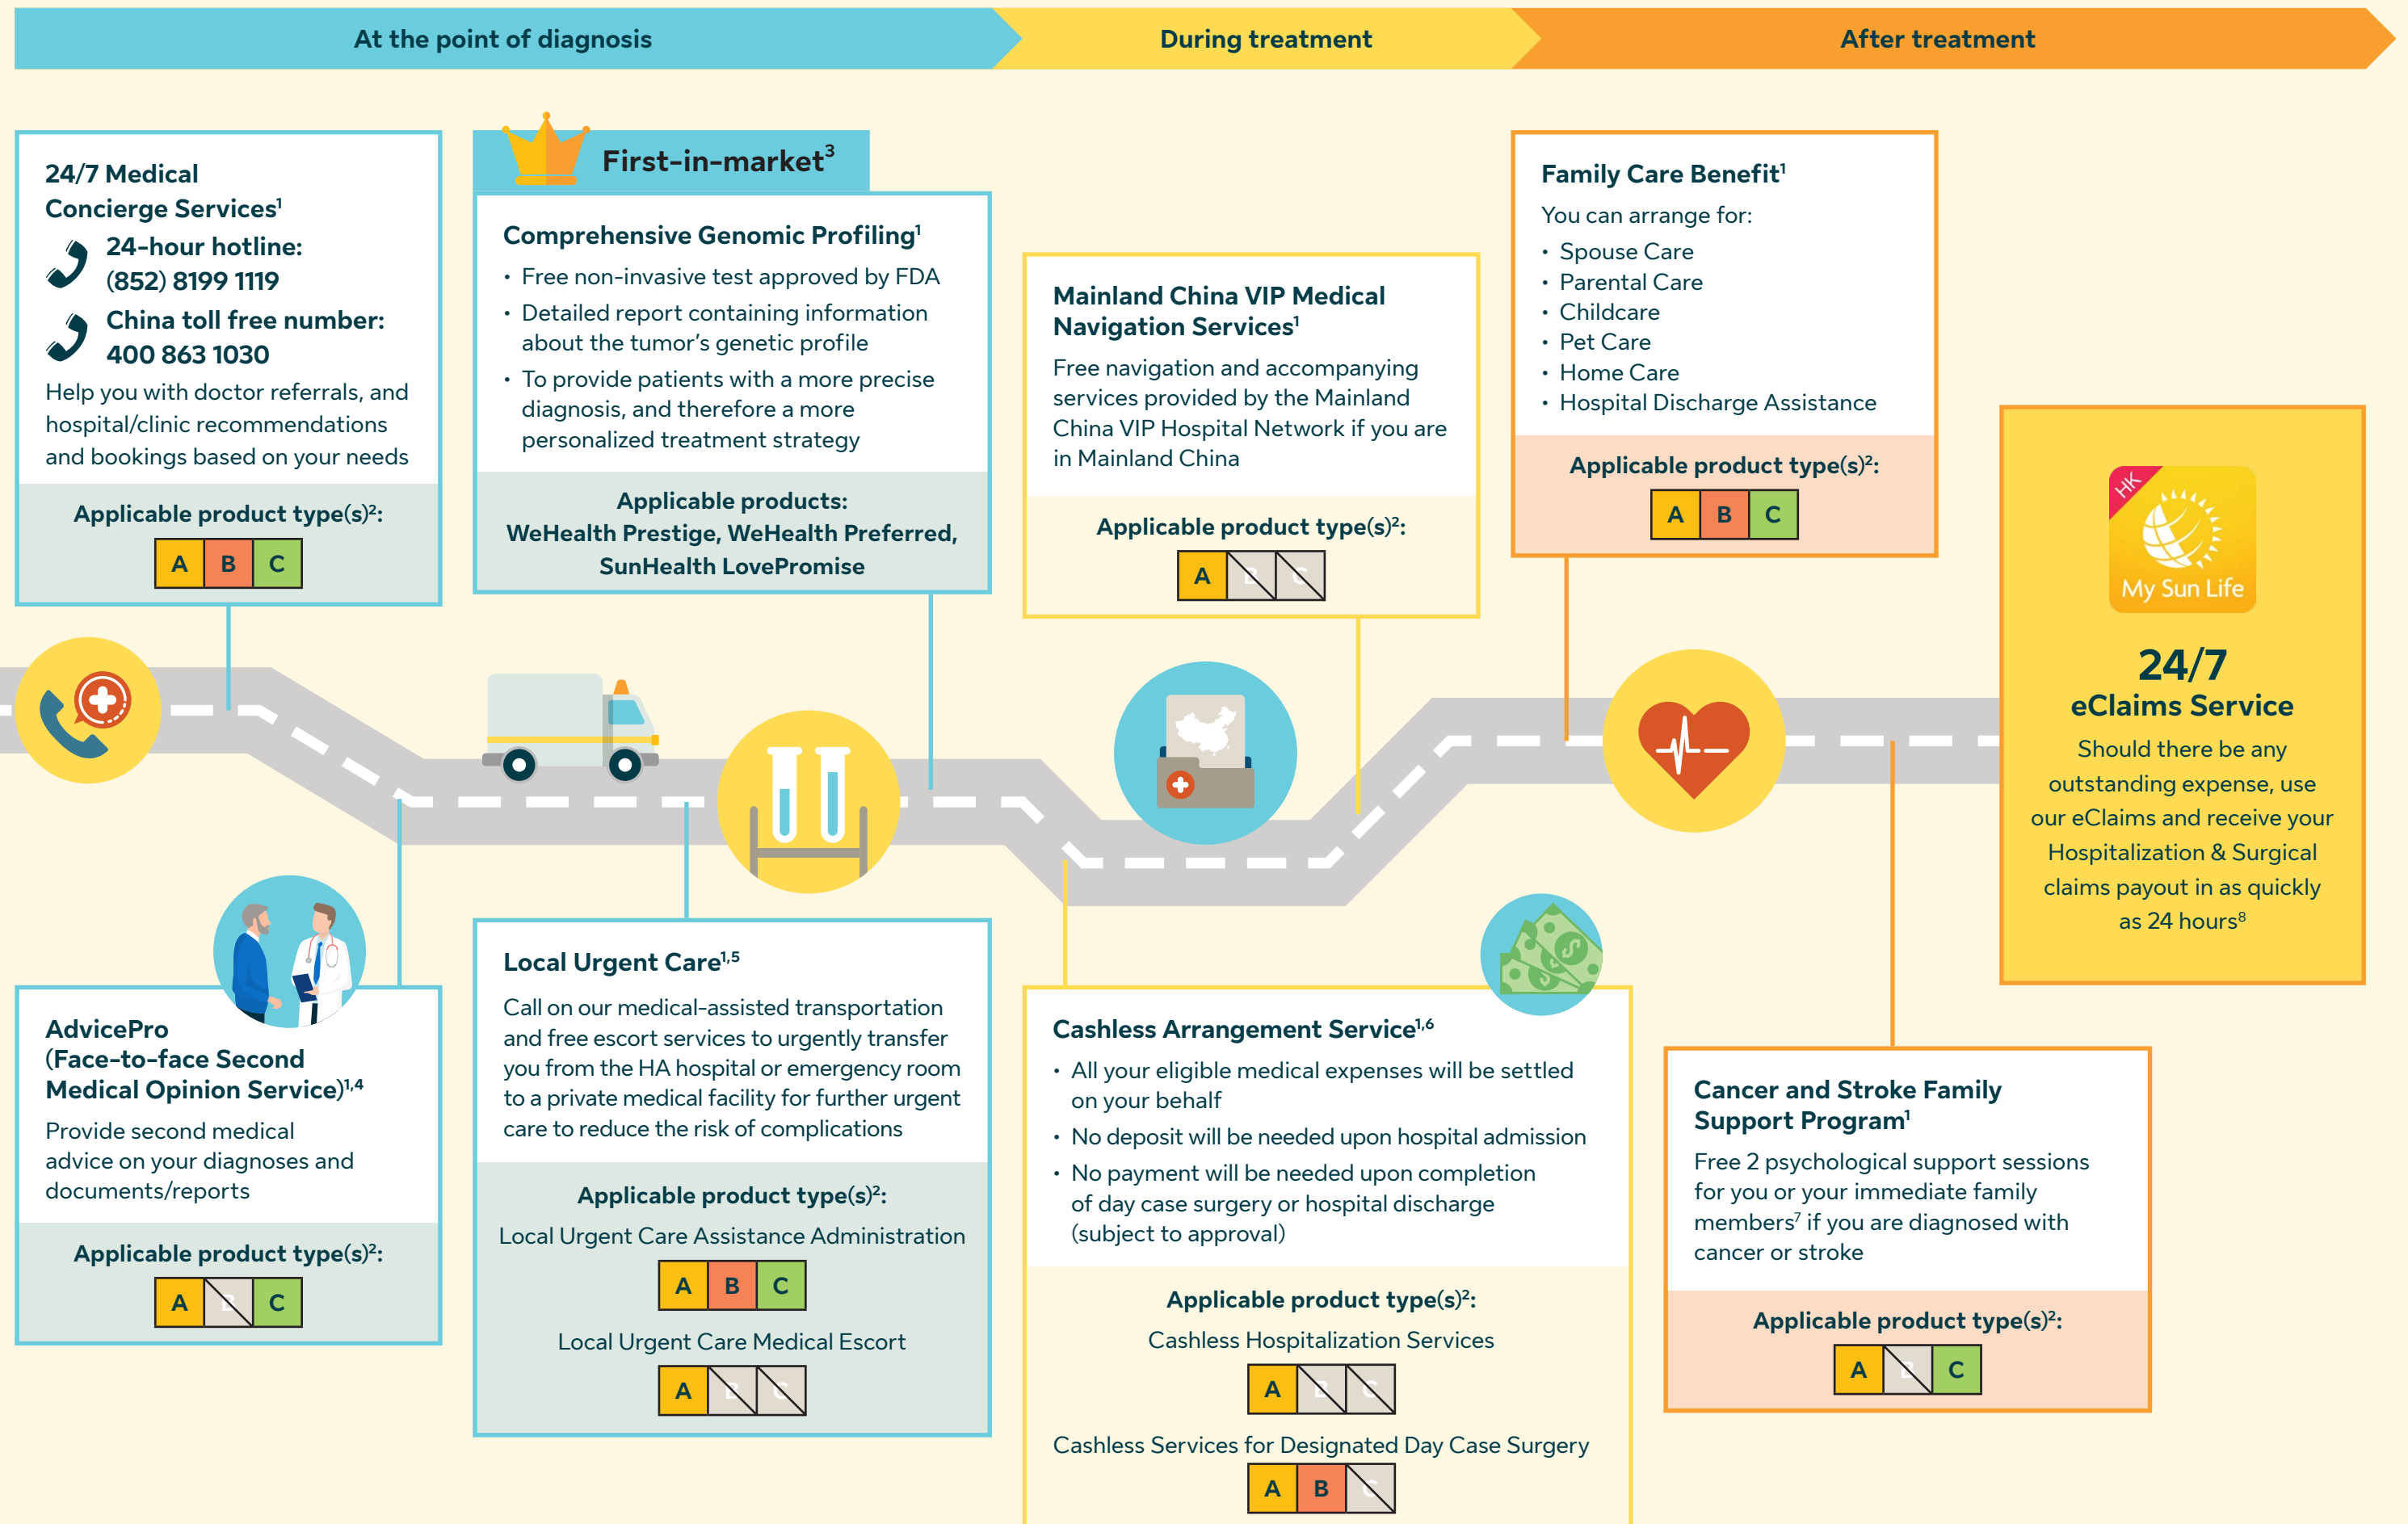 At the point of diagnosis
During treatment
After treatment
24/7 Medical
Concierge Services¹
24-hour hotline:
(852) 8199 1119
China toll free number:
400 863 1030
Help you with doctor referrals, and
hospital/clinic recommendations
and bookings based on your needs
Applicable product type(s)²:
A B C
First-in-market³
Comprehensive Genomic Profiling¹
• Free non-invasive test approved by FDA
• Detailed report containing information
about the tumor’s genetic profile
• To provide patients with a more precise
diagnosis, and therefore a more
personalized treatment strategy
Applicable products:
WeHealth Prestige, WeHealth Preferred,
SunHealth LovePromise
Mainland China VIP Medical
Navigation Services¹
Free navigation and accompanying
services provided by the Mainland
China VIP Hospital Network if you are
in Mainland China
Applicable product type(s)²:
A B C
Family Care Benefit¹
You can arrange for:
• Spouse Care
• Parental Care
• Childcare
• Pet Care
• Home Care
• Hospital Discharge Assistance
Applicable product type(s)²:
A B C
HK
My Sun Life
24/7
eClaims Service
Should there be any
outstanding expense, use
our eClaims and receive your
Hospitalization & Surgical
claims payout in as quickly
as 24 hours⁸
AdvicePro
(Face-to-face Second
Medical Opinion Service)¹,⁴
Provide second medical
advice on your diagnoses and
documents/reports
Applicable product type(s)²:
A B C
Local Urgent Care¹,⁵
Call on our medical-assisted transportation
and free escort services to urgently transfer
you from the HA hospital or emergency room
to a private medical facility for further urgent
care to reduce the risk of complications
Applicable product type(s)²:
Local Urgent Care Assistance Administration
A B C
Local Urgent Care Medical Escort
A B C
Cashless Arrangement Service¹,⁶
• All your eligible medical expenses will be settled
on your behalf
• No deposit will be needed upon hospital admission
• No payment will be needed upon completion
of day case surgery or hospital discharge
(subject to approval)
Applicable product type(s)²:
Cashless Hospitalization Services
A B C
Cashless Services for Designated Day Case Surgery
A B C
Cancer and Stroke Family
Support Program¹
Free 2 psychological support sessions
for you or your immediate family
members⁷ if you are diagnosed with
cancer or stroke
Applicable product type(s)²:
A B C